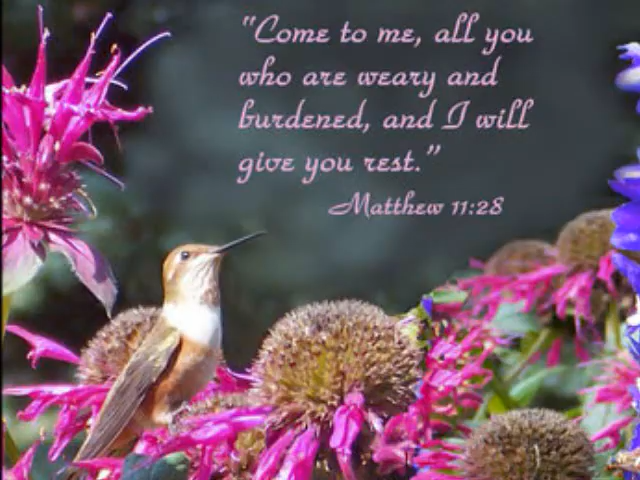 "Come to me, all you
who are weary and
burdened, and I will
give you rest."
Matthew 11:28